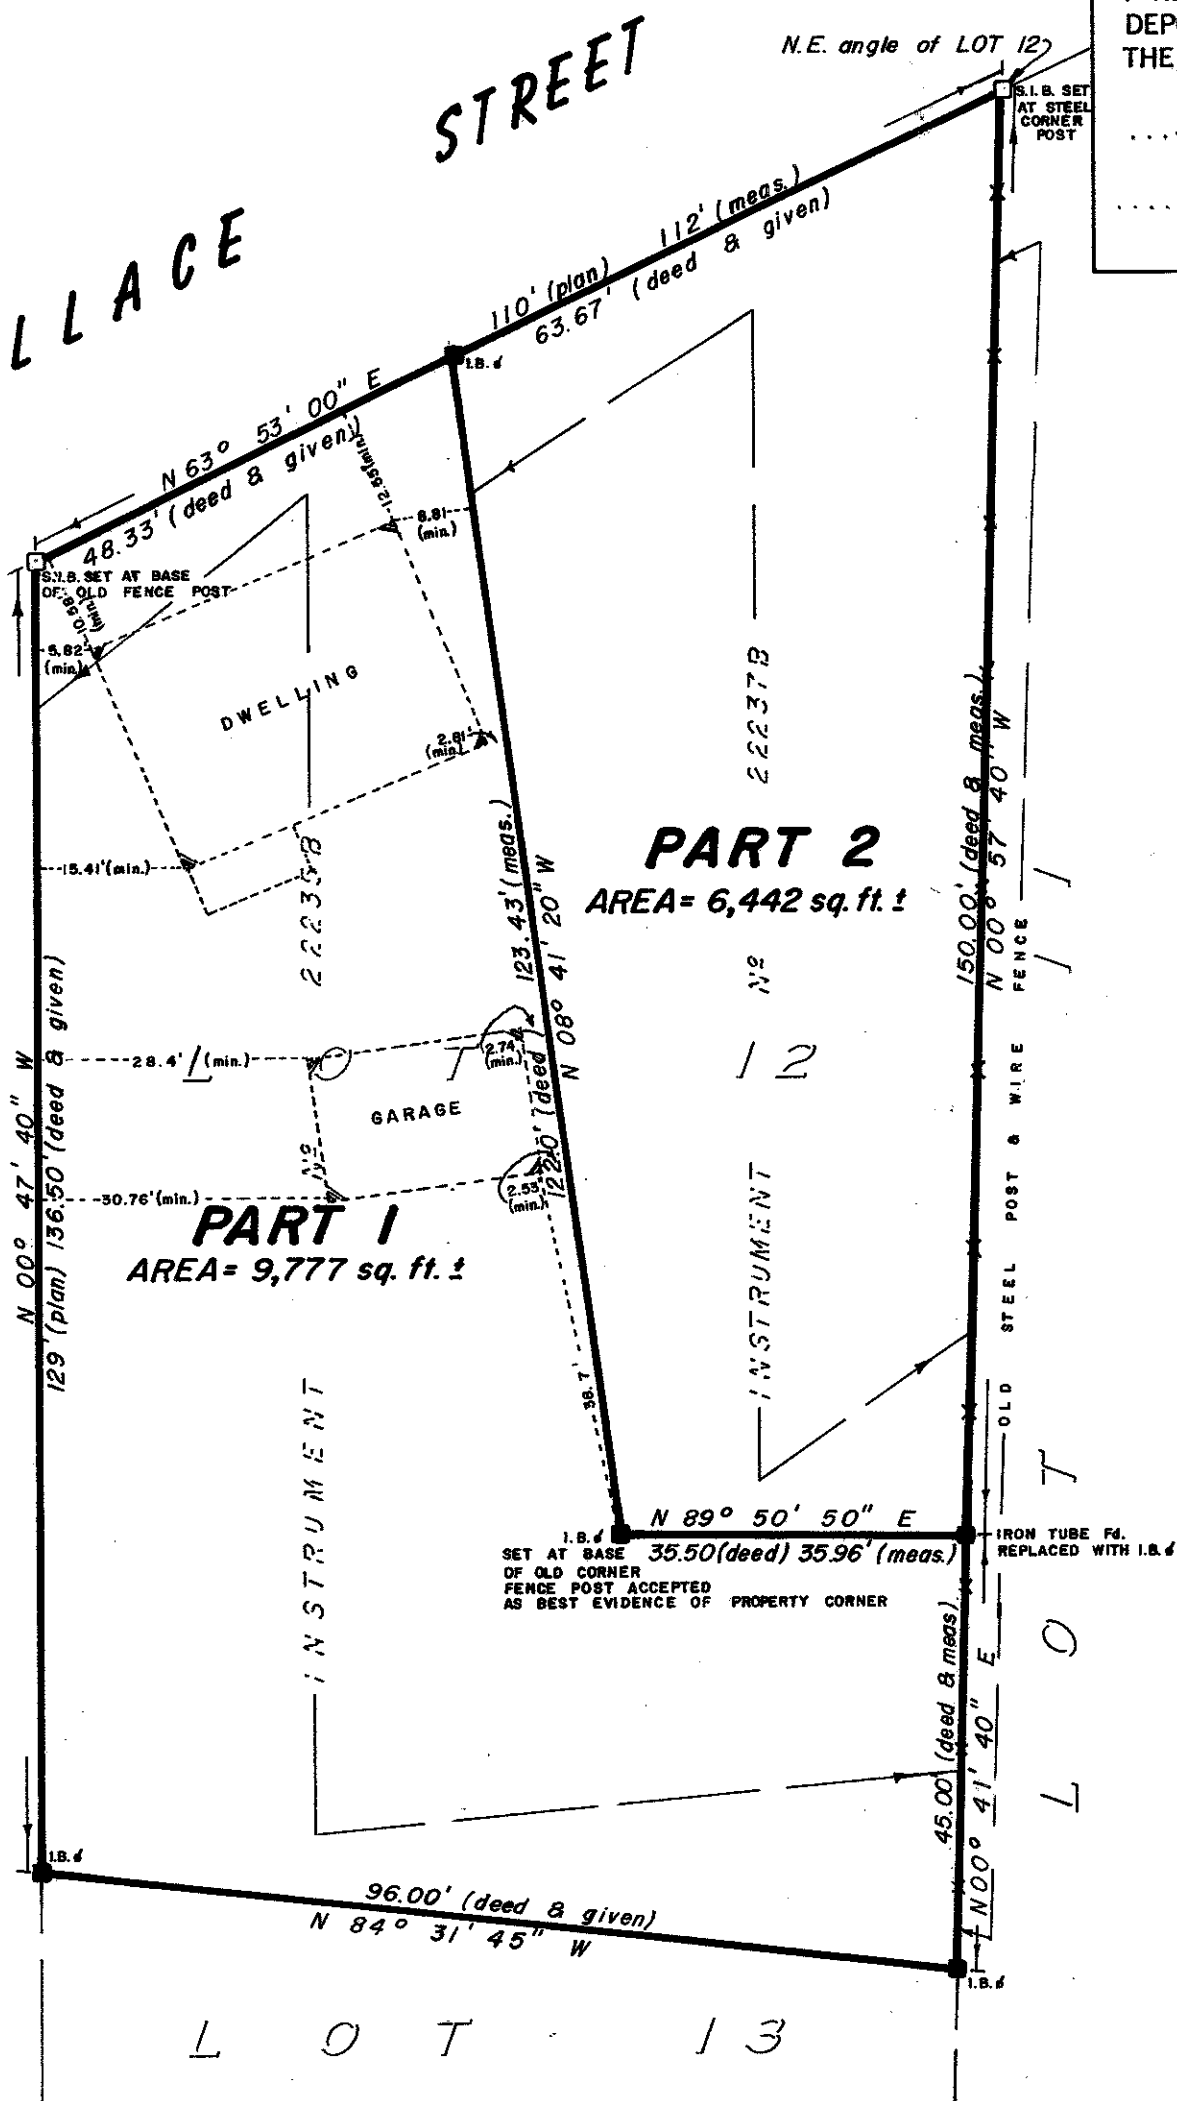 LLACE STREET
N.E. angle of LOT 12
DEP
THE
S.I.B. SET
AT STEEL
CORNER
POST
110' (plan) 112' (meas.)
63.67' (deed & given)
I.B. ϕ
N 63° 53' 00" E
48.33' (deed & given)
S.I.B. SET AT BASE
OF OLD FENCE POST
12.55' (min.)
8.81
(min.)
10.58'
(min.)
5.82
(min.)
DWELLING
2.81'
(min.)
15.41' (min.)
PART 2
AREA = 6,442 sq. ft. ±
INSTRUMENT Nº 22237B
INSTRUMENT Nº 22235B
123.43' (meas.)
122.0' (deed
N 08° 41' 20" W
150.00' (deed & meas.)
N 00° 57' 40" W
OLD STEEL POST & WIRE FENCE
LOT 11
LOT 12
28.4' (min.)
2.74
(min.)
GARAGE
30.76' (min.)
2.53
(min.)
PART 1
AREA = 9,777 sq. ft. ±
N 00° 47' 40" W
129' (plan) 136.50' (deed & given)
38.7'
N 89° 50' 50" E
35.50 (deed) 35.96' (meas.)
I.B. ϕ
SET AT BASE
OF OLD CORNER
FENCE POST ACCEPTED
AS BEST EVIDENCE OF PROPERTY CORNER
IRON TUBE Fd.
REPLACED WITH I.B. ϕ
45.00' (deed & meas)
N 00° 41' 40" E
I.B. ϕ
96.00' (deed & given)
N 84° 31' 45" W
I.B. ϕ
LOT 13